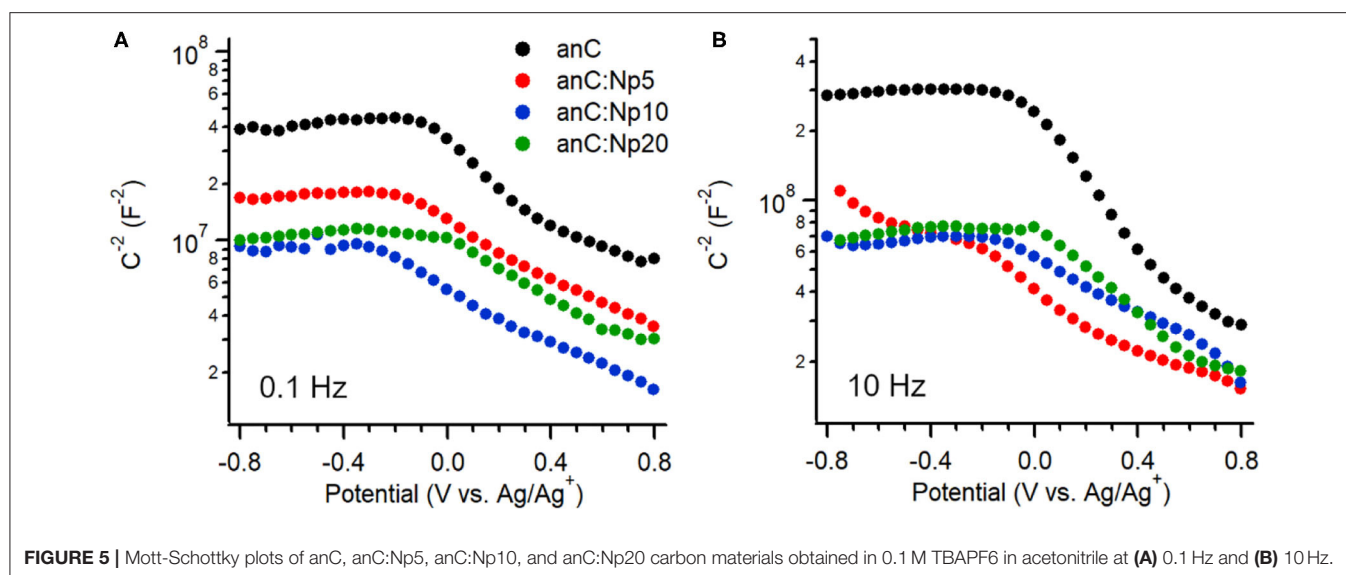 A
B
anC
anC:Np5
anC:Np10
anC:Np20
10^8
8
6
4
2
10^7
8
6
4
2
C^-2 (F^-2)
0.1 Hz
-0.8 -0.4 0.0 0.4 0.8
Potential (V vs. Ag/Ag^+)
4
2
10^8
8
6
4
2
C^-2 (F^-2)
10 Hz
-0.8 -0.4 0.0 0.4 0.8
Potential (V vs. Ag/Ag^+)
FIGURE 5 | Mott-Schottky plots of anC, anC:Np5, anC:Np10, and anC:Np20 carbon materials obtained in 0.1 M TBAPF6 in acetonitrile at (A) 0.1 Hz and (B) 10 Hz.